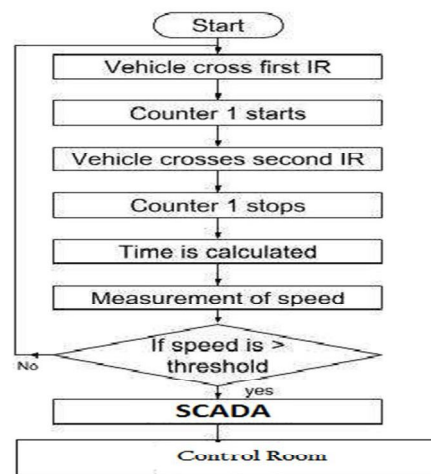 Start
Vehicle cross first IR
Counter 1 starts
Vehicle crosses second IR
Counter 1 stops
Time is calculated
Measurement of speed
If speed is >
threshold
No
yes
SCADA
Control Room